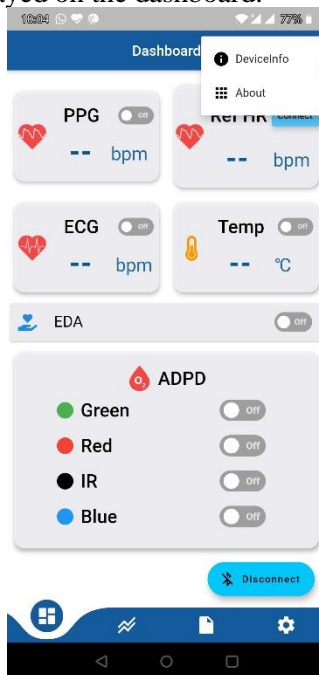 yed on the dashboard.
10:04 77%
Dashboard
DeviceInfo
About
PPG Off
-- bpm
Ref HR Connect
-- bpm
ECG Off
-- bpm
Temp Off
-- °C
EDA Off
O₂ ADPD
Green Off
Red Off
IR Off
Blue Off
Disconnect